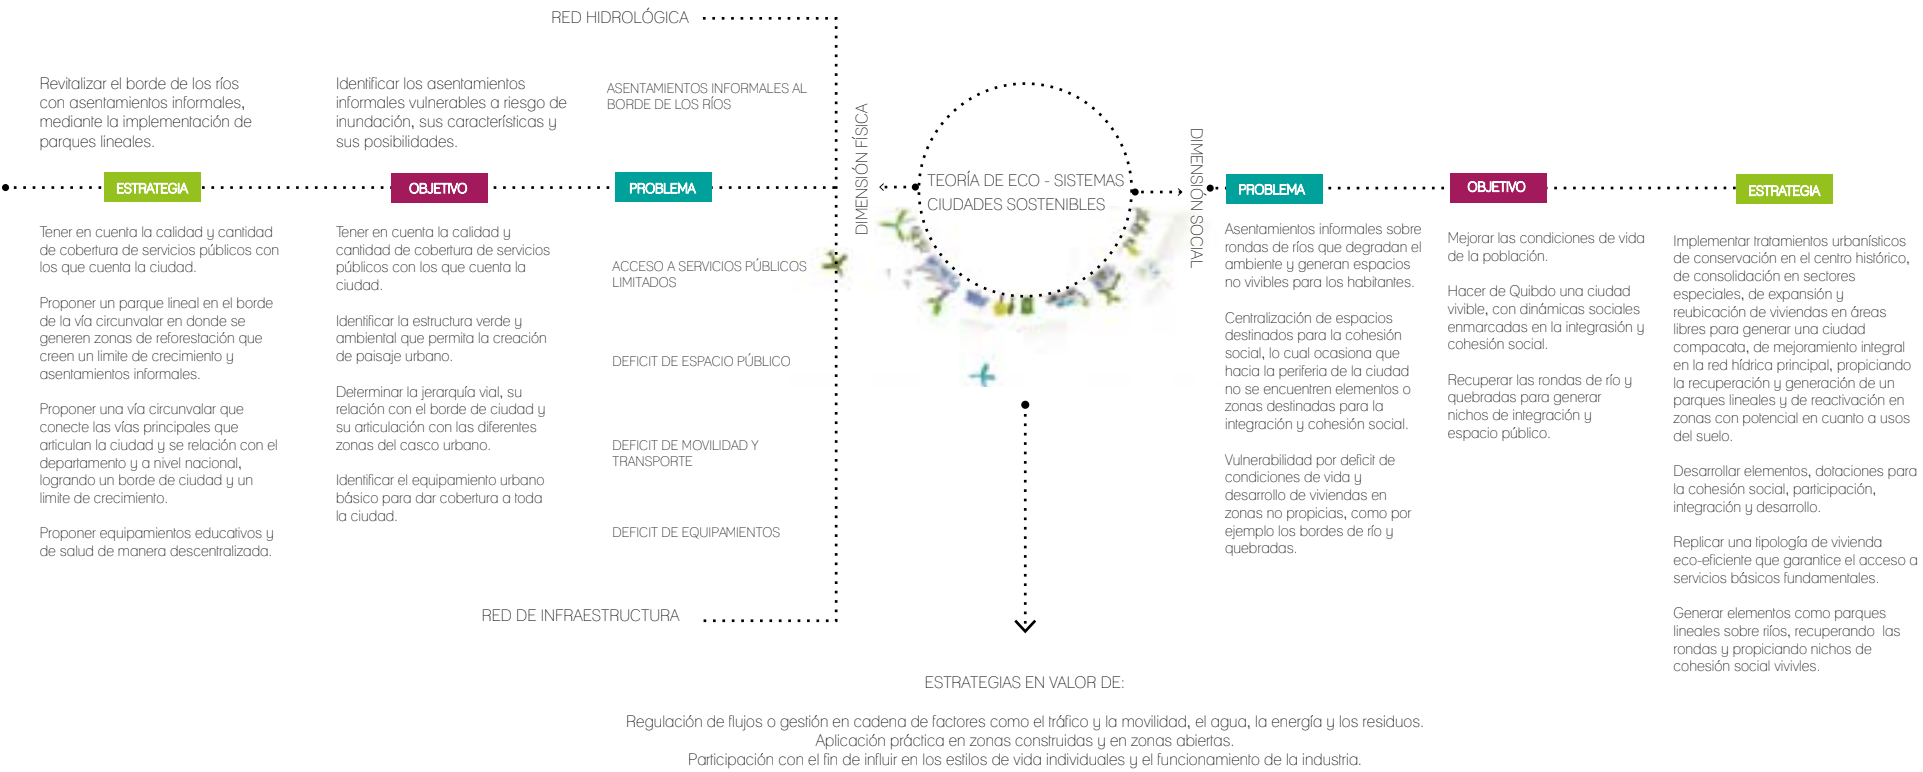 RED HIDROLÓGICA
Revitalizar el borde de los ríos
con asentamientos informales,
mediante la implementación de
parques lineales.
ESTRATEGIA
Tener en cuenta la calidad y cantidad
de cobertura de servicios públicos con
los que cuenta la ciudad.
Proponer un parque lineal en el borde
de la vía circunvalar en donde se
generen zonas de reforestación que
creen un limite de crecimiento y
asentamientos informales.
Proponer una vía circunvalar que
conecte las vías principales que
articulan la ciudad y se relación con el
departamento y a nivel nacional,
logrando un borde de ciudad y un
limite de crecimiento.
Proponer equipamientos educativos y
de salud de manera descentralizada.
Identificar los asentamientos
informales vulnerables a riesgo de
inundación, sus características y
sus posibilidades.
OBJETIVO
Tener en cuenta la calidad y
cantidad de cobertura de servicios
públicos con los que cuenta la
ciudad.
Identificar la estructura verde y
ambiental que permita la creación
de paisaje urbano.
Determinar la jerarquía vial, su
relación con el borde de ciudad y
su articulación con las diferentes
zonas del casco urbano.
Identificar el equipamiento urbano
básico para dar cobertura a toda
la ciudad.
ASENTAMIENTOS INFORMALES AL
BORDE DE LOS RÍOS
PROBLEMA
ACCESO A SERVICIOS PÚBLICOS
LIMITADOS
DEFICIT DE ESPACIO PÚBLICO
DEFICIT DE MOVILIDAD Y
TRANSPORTE
DEFICIT DE EQUIPAMIENTOS
RED DE INFRAESTRUCTURA
DIMENSIÓN FÍSICA
TEORÍA DE ECO - SISTEMAS
CIUDADES SOSTENIBLES
DIMENSIÓN SOCIAL
PROBLEMA
Asentamientos informales sobre
rondas de ríos que degradan el
ambiente y generan espacios
no vivibles para los habitantes.
Centralización de espacios
destinados para la cohesión
social, lo cual ocasiona que
hacia la periferia de la ciudad
no se encuentren elementos o
zonas destinadas para la
integración y cohesión social.
Vulnerabilidad por deficit de
condiciones de vida y
desarrollo de viviendas en
zonas no propicias, como por
ejemplo los bordes de río y
quebradas.
OBJETIVO
Mejorar las condiciones de vida
de la población.
Hacer de Quibdo una ciudad
vivible, con dinámicas sociales
enmarcadas en la integrasión y
cohesión social.
Recuperar las rondas de río y
quebradas para generar
nichos de integración y
espacio público.
ESTRATEGIA
Implementar tratamientos urbanísticos
de conservación en el centro histórico,
de consolidación en sectores
especiales, de expansión y
reubicación de viviendas en áreas
libres para generar una ciudad
compacata, de mejoramiento integral
en la red hídrica principal, propiciando
la recuperación y generación de un
parques lineales y de reactivación en
zonas con potencial en cuanto a usos
del suelo.
Desarrollar elementos, dotaciones para
la cohesión social, participación,
integración y desarrollo.
Replicar una tipología de vivienda
eco-eficiente que garantice el acceso a
servicios básicos fundamentales.
Generar elementos como parques
lineales sobre riíos, recuperando las
rondas y propiciando nichos de
cohesión social vivivles.
ESTRATEGIAS EN VALOR DE:
Regulación de flujos o gestión en cadena de factores como el tráfico y la movilidad, el agua, la energía y los residuos.
Aplicación práctica en zonas construidas y en zonas abiertas.
Participación con el fin de influir en los estilos de vida individuales y el funcionamiento de la industria.